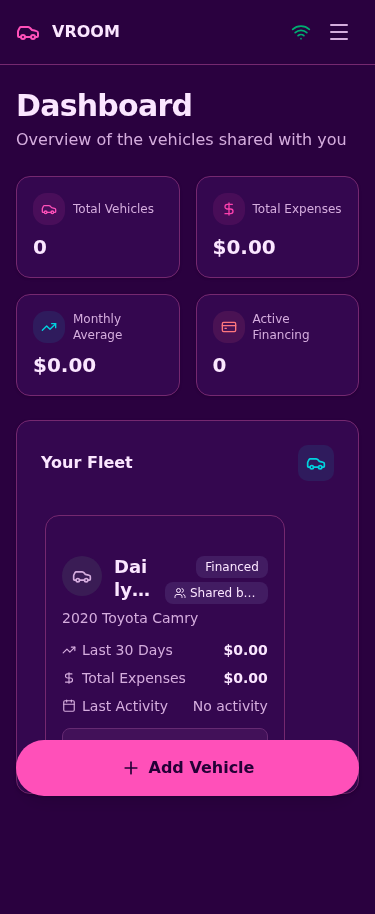 VROOM
Dashboard
Overview of the vehicles shared with you
Total Vehicles
0
Total Expenses
$0.00
Monthly
Average
$0.00
Active
Financing
0
Your Fleet
Dai
ly…
Financed
Shared b…
2020 Toyota Camry
Last 30 Days $0.00
Total Expenses $0.00
Last Activity No activity
Add Vehicle